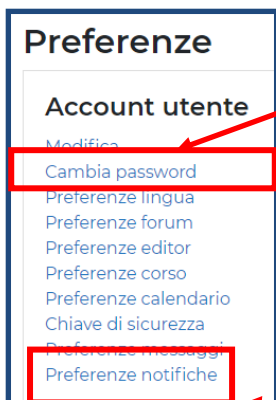 Preferenze
Account utente
Modifica
Cambia password
Preferenze lingua
Preferenze forum
Preferenze editor
Preferenze corso
Preferenze calendario
Chiave di sicurezza
Preferenze messaggi
Preferenze notifiche